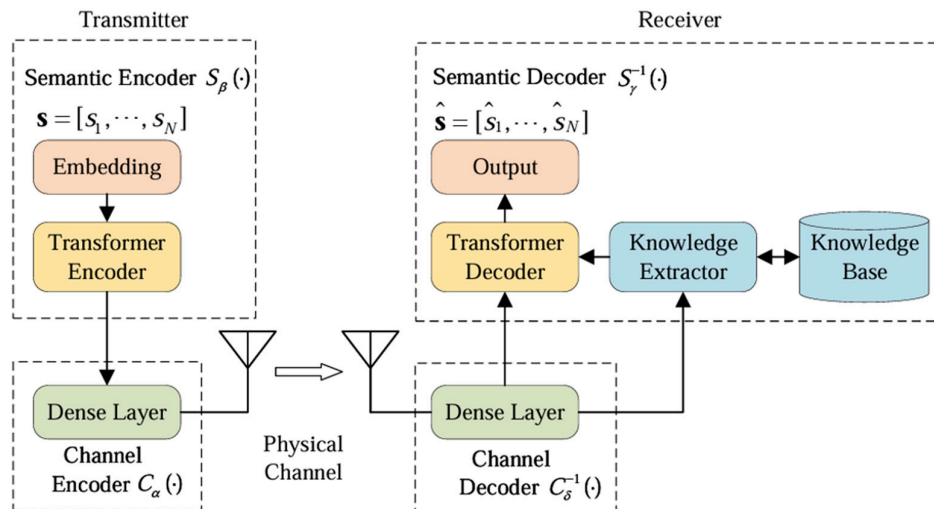 Transmitter
Semantic Encoder S_β(·)
s = [s_1, ···, s_N]
Embedding
Transformer
Encoder
Dense Layer
Channel
Encoder C_α(·)
Physical
Channel
Receiver
Semantic Decoder S_γ^{-1}(·)
ŝ = [ŝ_1, ···, ŝ_N]
Output
Transformer
Decoder
Knowledge
Extractor
Knowledge
Base
Dense Layer
Channel
Decoder C_δ^{-1}(·)